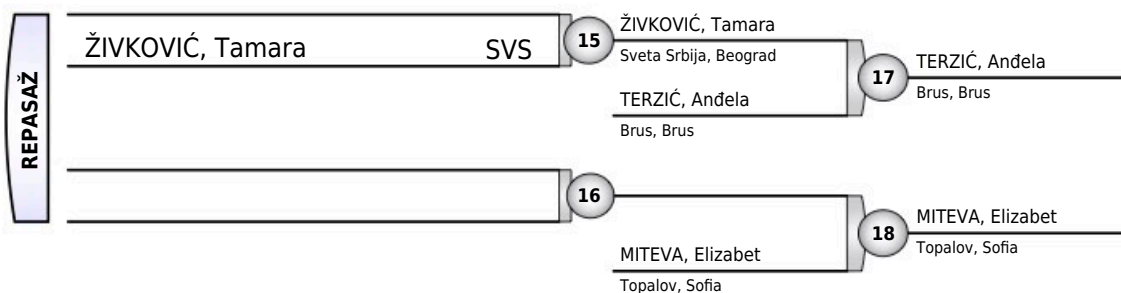 REPASAŽ
ŽIVKOVIĆ, Tamara SVS
15
ŽIVKOVIĆ, Tamara
Sveta Srbija, Beograd
TERZIĆ, Anđela
Brus, Brus
17
TERZIĆ, Anđela
Brus, Brus
16
MITEVA, Elizabet
Topalov, Sofia
18
MITEVA, Elizabet
Topalov, Sofia